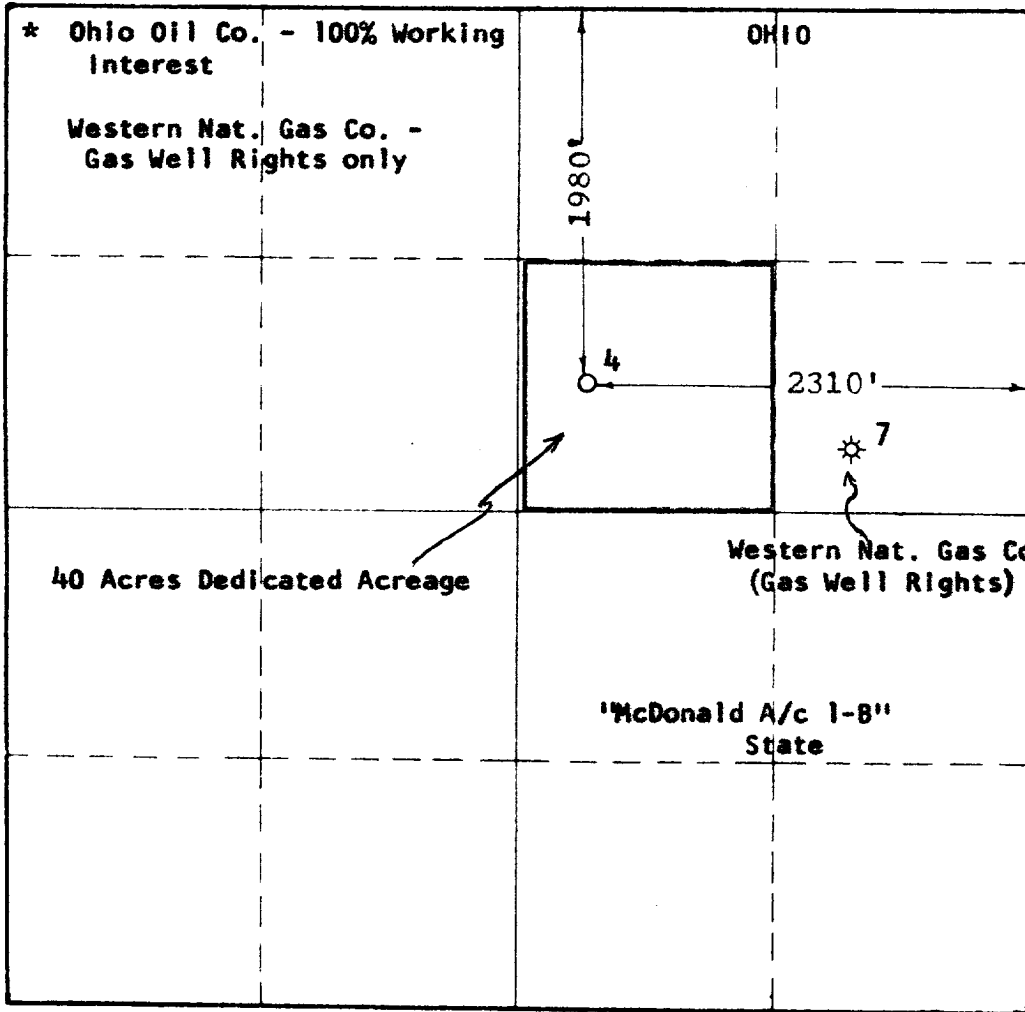 * Ohio Oil Co. - 100% Working
Interest
OHIO
Western Nat. Gas Co. -
Gas Well Rights only
1980'
4
2310'
7
Western Nat. Gas Co
(Gas Well Rights)
40 Acres Dedicated Acreage
"McDonald A/c 1-B"
State